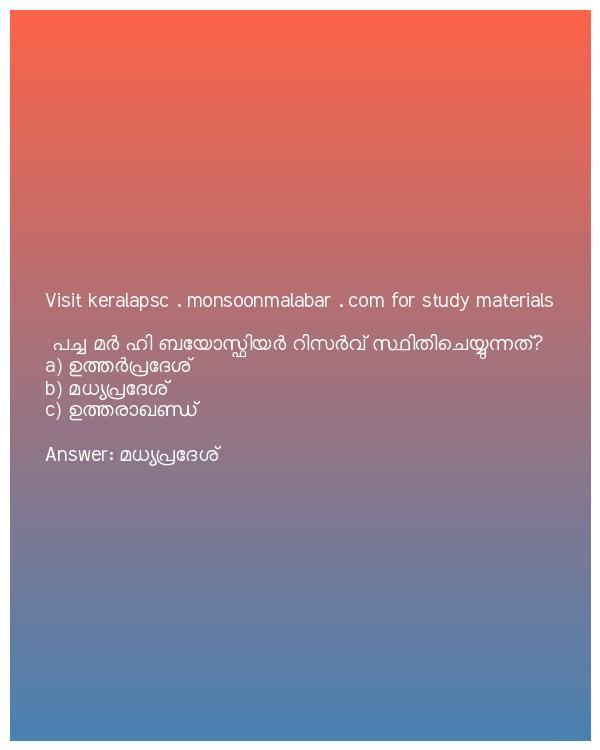 Visit keralapsc . monsoonmalabar . com for study materials
പച്ച മർ ഹി ബയോസ്ഫിയർ റിസർവ് സ്ഥിതിചെയ്യുന്നത്?
a) ഉത്തർപ്രദേശ്
b) മധ്യപ്രദേശ്
c) ഉത്തരാഖണ്ഡ്
Answer: മധ്യപ്രദേശ്